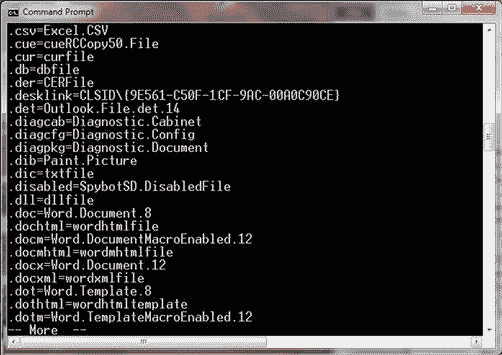 Command Prompt
.csv=Excel.CSV
.cue=cueRCCopy50.File
.cur=curfile
.db=dbfile
.der=CERFile
.desklink=CLSID\{9E561-C50F-1CF-9AC-00A0C90CE}
.det=Outlook.File.det.14
.diagcab=Diagnostic.Cabinet
.diagcfg=Diagnostic.Config
.diagpkg=Diagnostic.Document
.dib=Paint.Picture
.dic=txtfile
.disabled=SpybotSD.DisabledFile
.dll=dllfile
.doc=Word.Document.8
.dochtml=wordhtmlfile
.docm=Word.DocumentMacroEnabled.12
.docmhtml=wordmhtmlfile
.docx=Word.Document.12
.docxml=wordxmlfile
.dot=Word.Template.8
.dothtml=wordhtmltemplate
.dotm=Word.TemplateMacroEnabled.12
-- More --